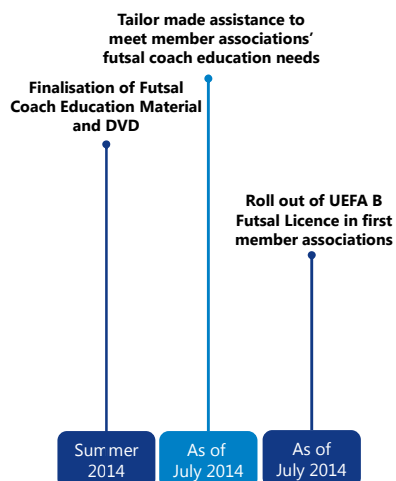 Tailor made assistance to
meet member associations'
futsal coach education needs
Finalisation of Futsal
Coach Education Material
and DVD
Roll out of UEFA B
Futsal Licence in first
member associations
Summer
2014
As of
July 2014
As of
July 2014